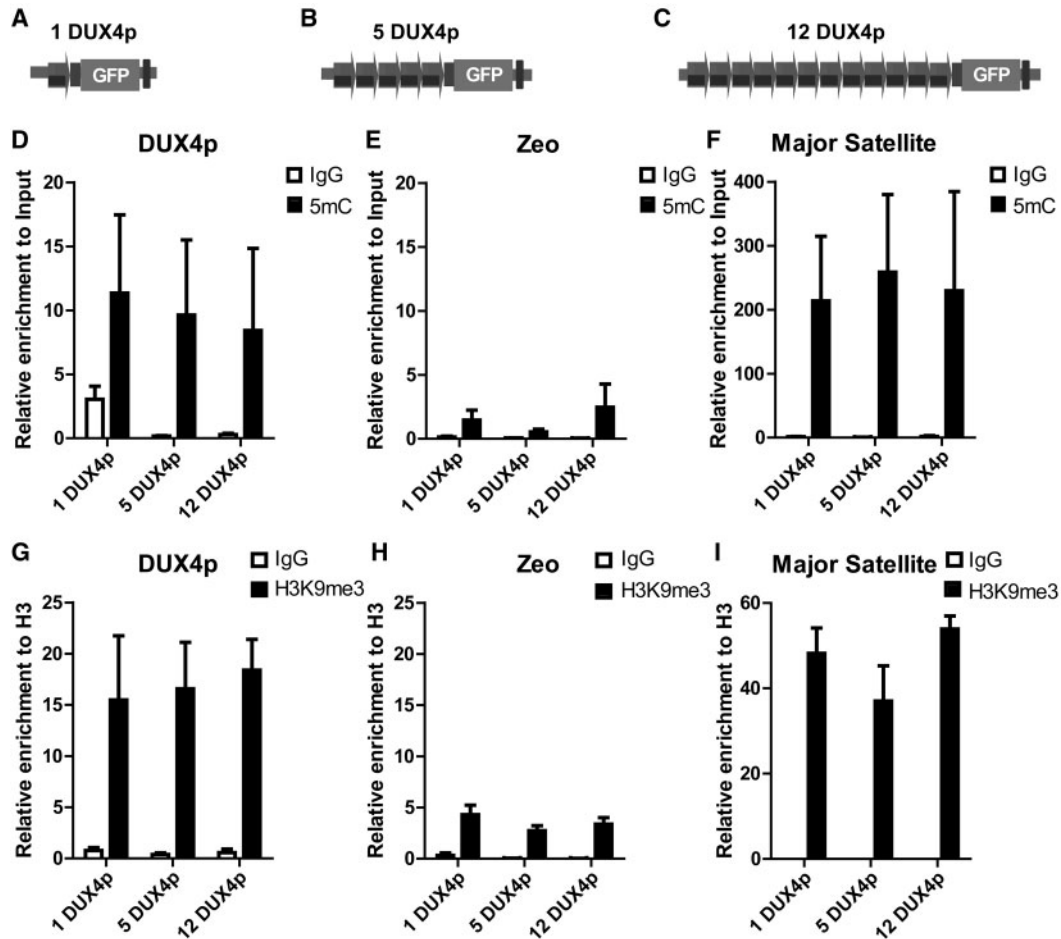 A
1 DUX4p
GFP
B
5 DUX4p
GFP
C
12 DUX4p
GFP
D
DUX4p
IgG
5mC
Relative enrichment to Input
20
15
10
5
0
1 DUX4p
5 DUX4p
12 DUX4p
E
Zeo
IgG
5mC
Relative enrichment to Input
20
15
10
5
0
1 DUX4p
5 DUX4p
12 DUX4p
F
Major Satellite
IgG
5mC
Relative enrichment to Input
400
300
200
100
0
1 DUX4p
5 DUX4p
12 DUX4p
G
DUX4p
IgG
H3K9me3
Relative enrichment to H3
25
20
15
10
5
0
1 DUX4p
5 DUX4p
12 DUX4p
H
Zeo
IgG
H3K9me3
Relative enrichment to H3
25
20
15
10
5
0
1 DUX4p
5 DUX4p
12 DUX4p
I
Major Satellite
IgG
H3K9me3
Relative enrichment to H3
60
40
20
0
1 DUX4p
5 DUX4p
12 DUX4p